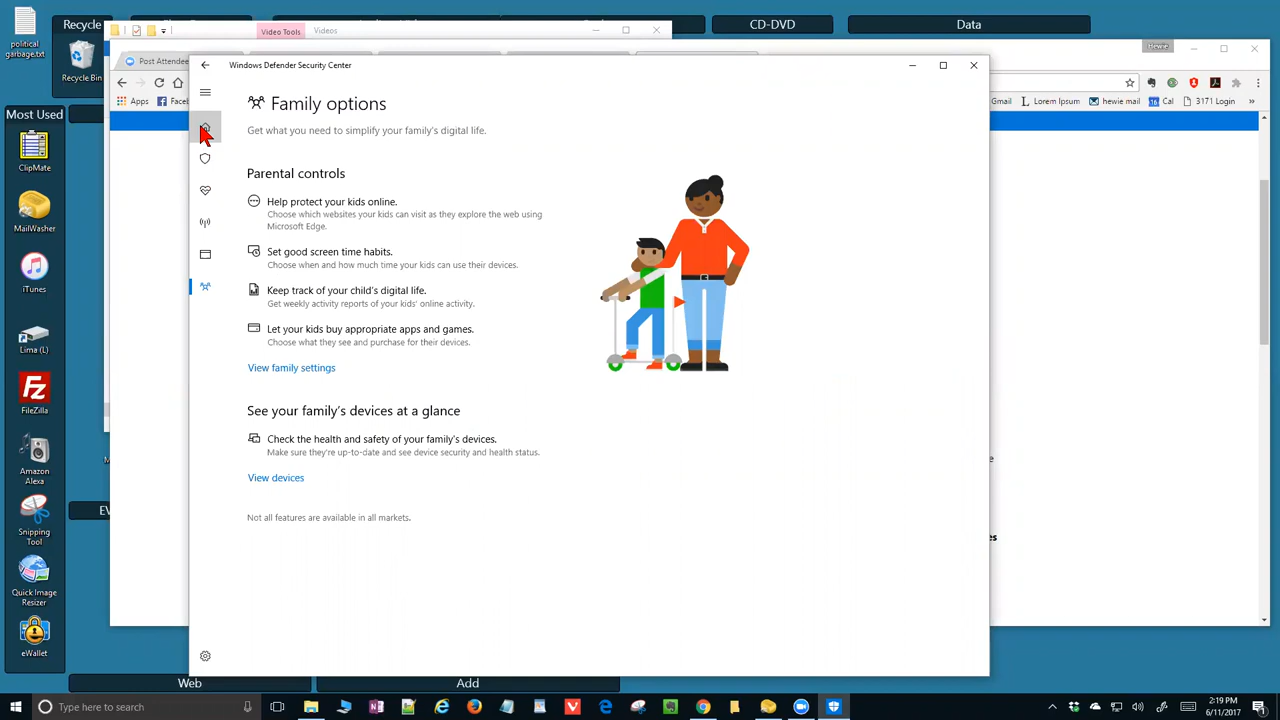 political
garbage.txt
Recycle Bin
Recycle
CD-DVD
Data
Video Tools
Videos
Hewie
Post Attendee
Apps
Faceb
Gmail
Lorem Ipsum
hewie mail
16
Cal
3171 Login
»
Most Used
ClipMate
MailWasher
iTunes
Lima (L)
FileZilla
Amazon
Alexa
Snipping
Tool
Quick Image
Resizer
eWallet
EV
Windows Defender Security Center
Family options
Get what you need to simplify your family's digital life.
Parental controls
Help protect your kids online.
Choose which websites your kids can visit as they explore the web using
Microsoft Edge.
Set good screen time habits.
Choose when and how much time your kids can use their devices.
Keep track of your child's digital life.
Get weekly activity reports of your kids' online activity.
Let your kids buy appropriate apps and games.
Choose what they see and purchase for their devices.
View family settings
See your family's devices at a glance
Check the health and safety of your family's devices.
Make sure they're up-to-date and see device security and health status.
View devices
Not all features are available in all markets.
e
es
Web
Add
I'm Cortana. Ask me anything.
2:19 PM
6/11/2017